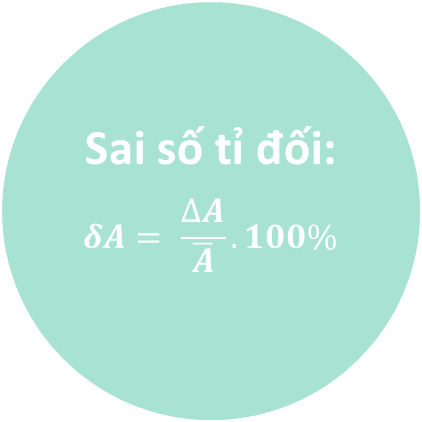 Sai số tỉ đối:
𝜹𝑨 = Δ𝑨/𝑨̅ . 𝟏𝟎𝟎%